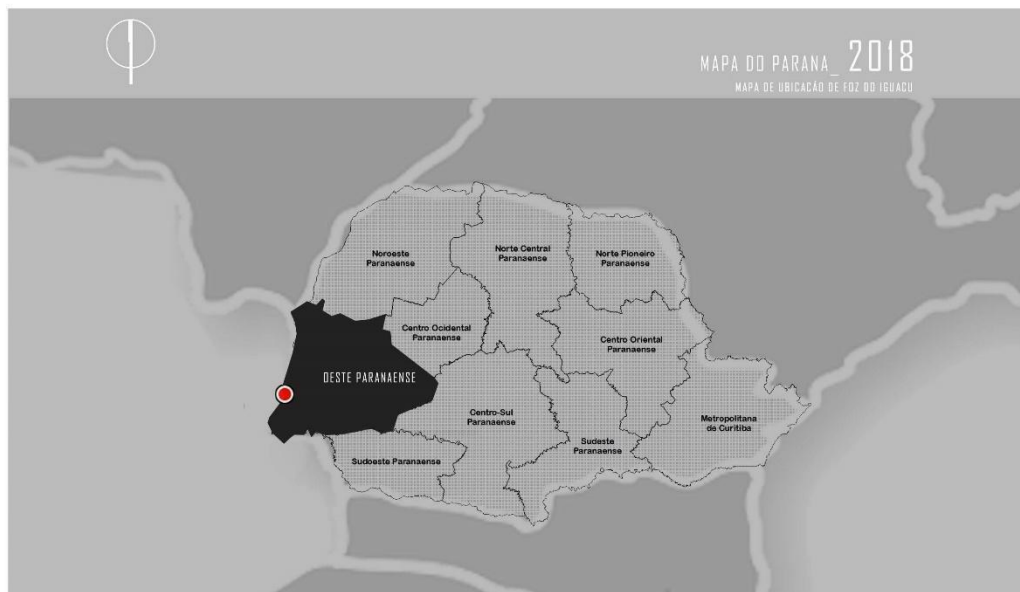 MAPA DO PARANA_ 2018
MAPA DE UBICACÃO DE FOZ DO IGUACU
Noroeste
Paranaense
Norte Central
Paranaense
Norte Pioneiro
Paranaense
Centro Ocidental
Paranaense
Centro Oriental
Paranaense
OESTE PARANAENSE
Centro-Sul
Paranaense
Metropolitana
de Curitiba
Sudeste
Paranaense
Sudoeste Paranaense